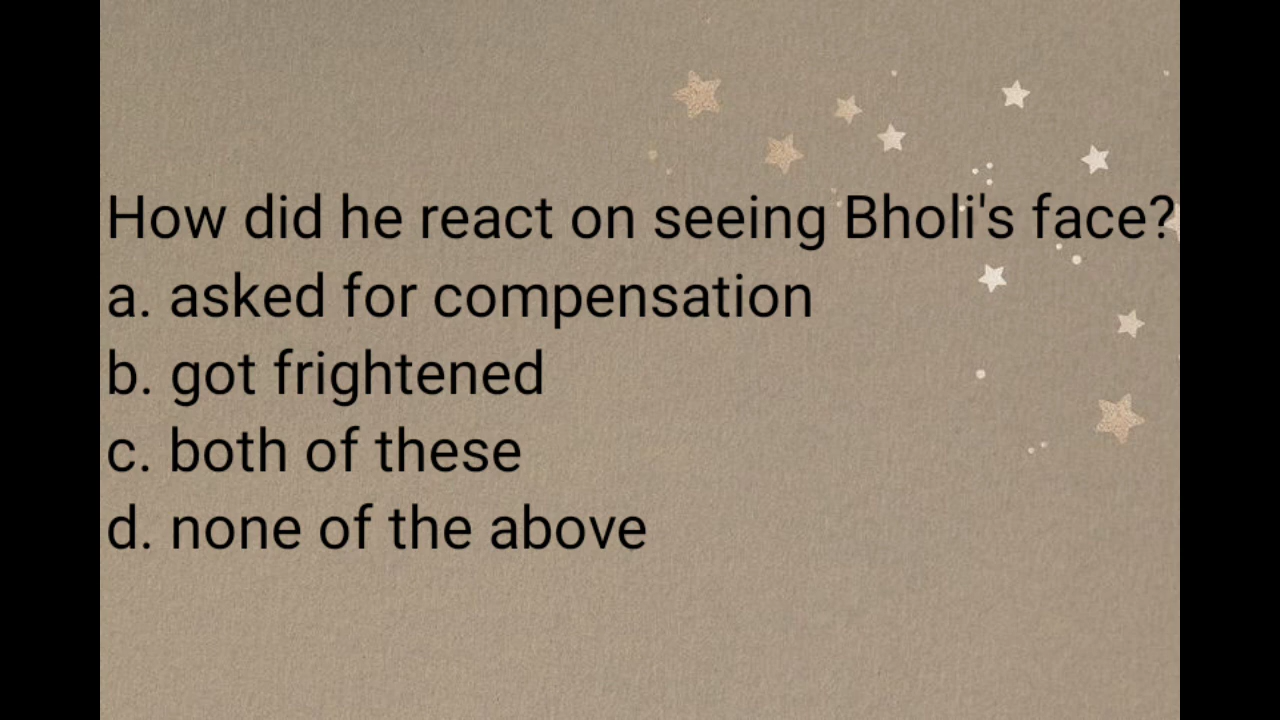 How did he react on seeing Bholi's face?
a. asked for compensation
b. got frightened
c. both of these
d. none of the above